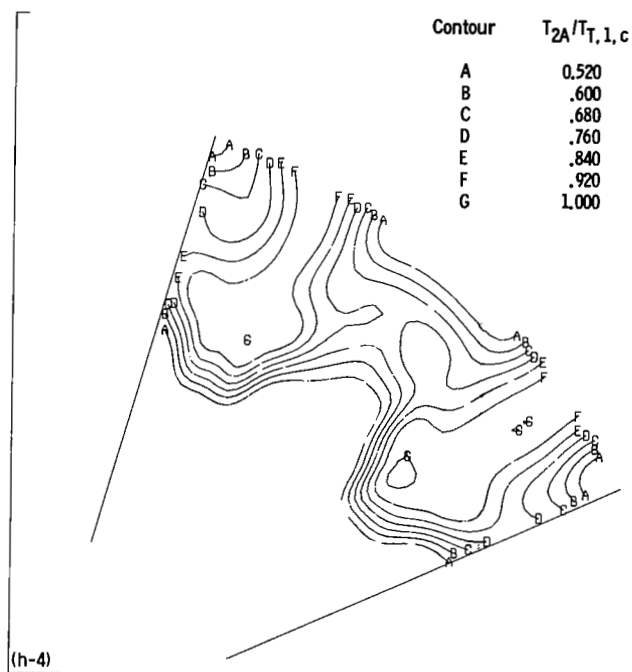 Contour T2A/TT, 1, c
A 0.520
B .600
C .680
D .760
E .840
F .920
G 1.000
A
A B C D E F
B
C
D
E
E
F E D C B A
D
B
A
G
A
B
C
D
E
F
G
G
G
F
E
D
C
B
A
A
B
C
D
D
C
B
A
(h-4)